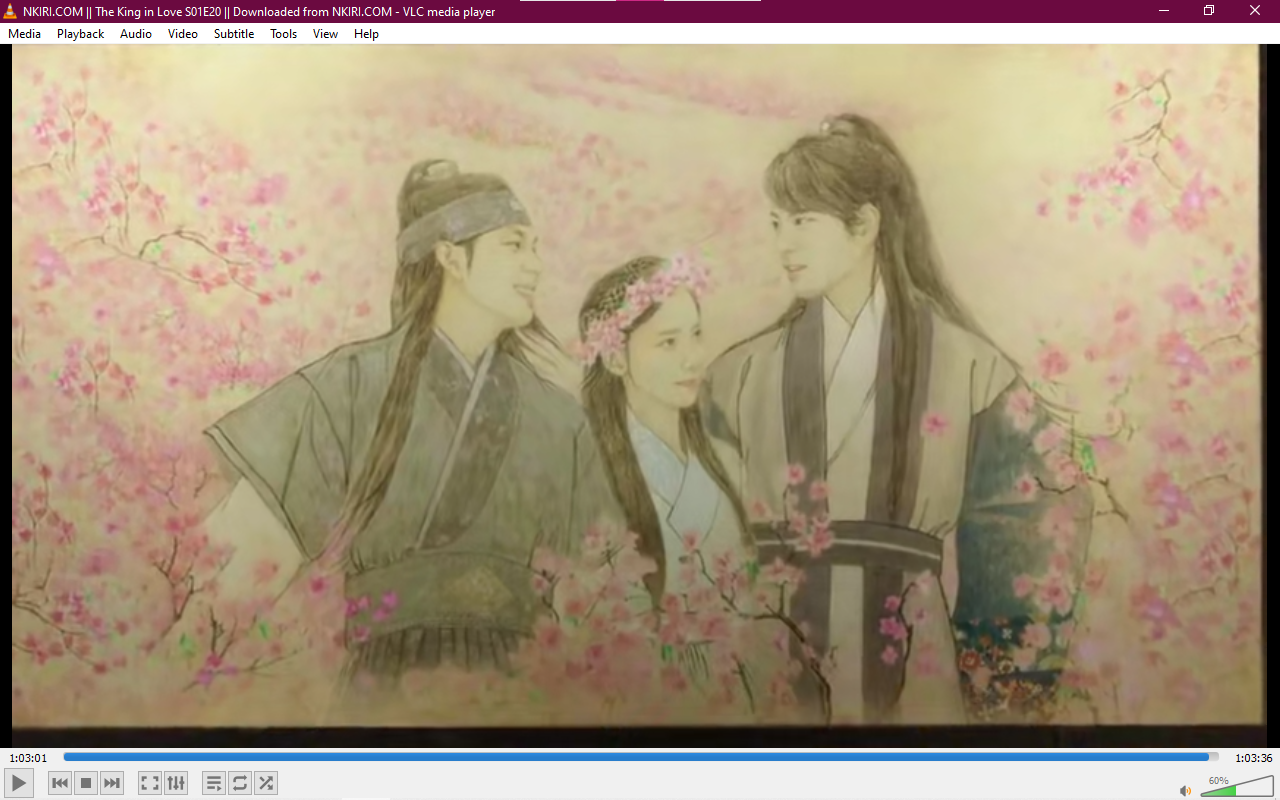 NKIRI.COM || The King in Love S01E20 || Downloaded from NKIRI.COM - VLC media player
Media Playback Audio Video Subtitle Tools View Help
1:03:01 1:03:36
60%